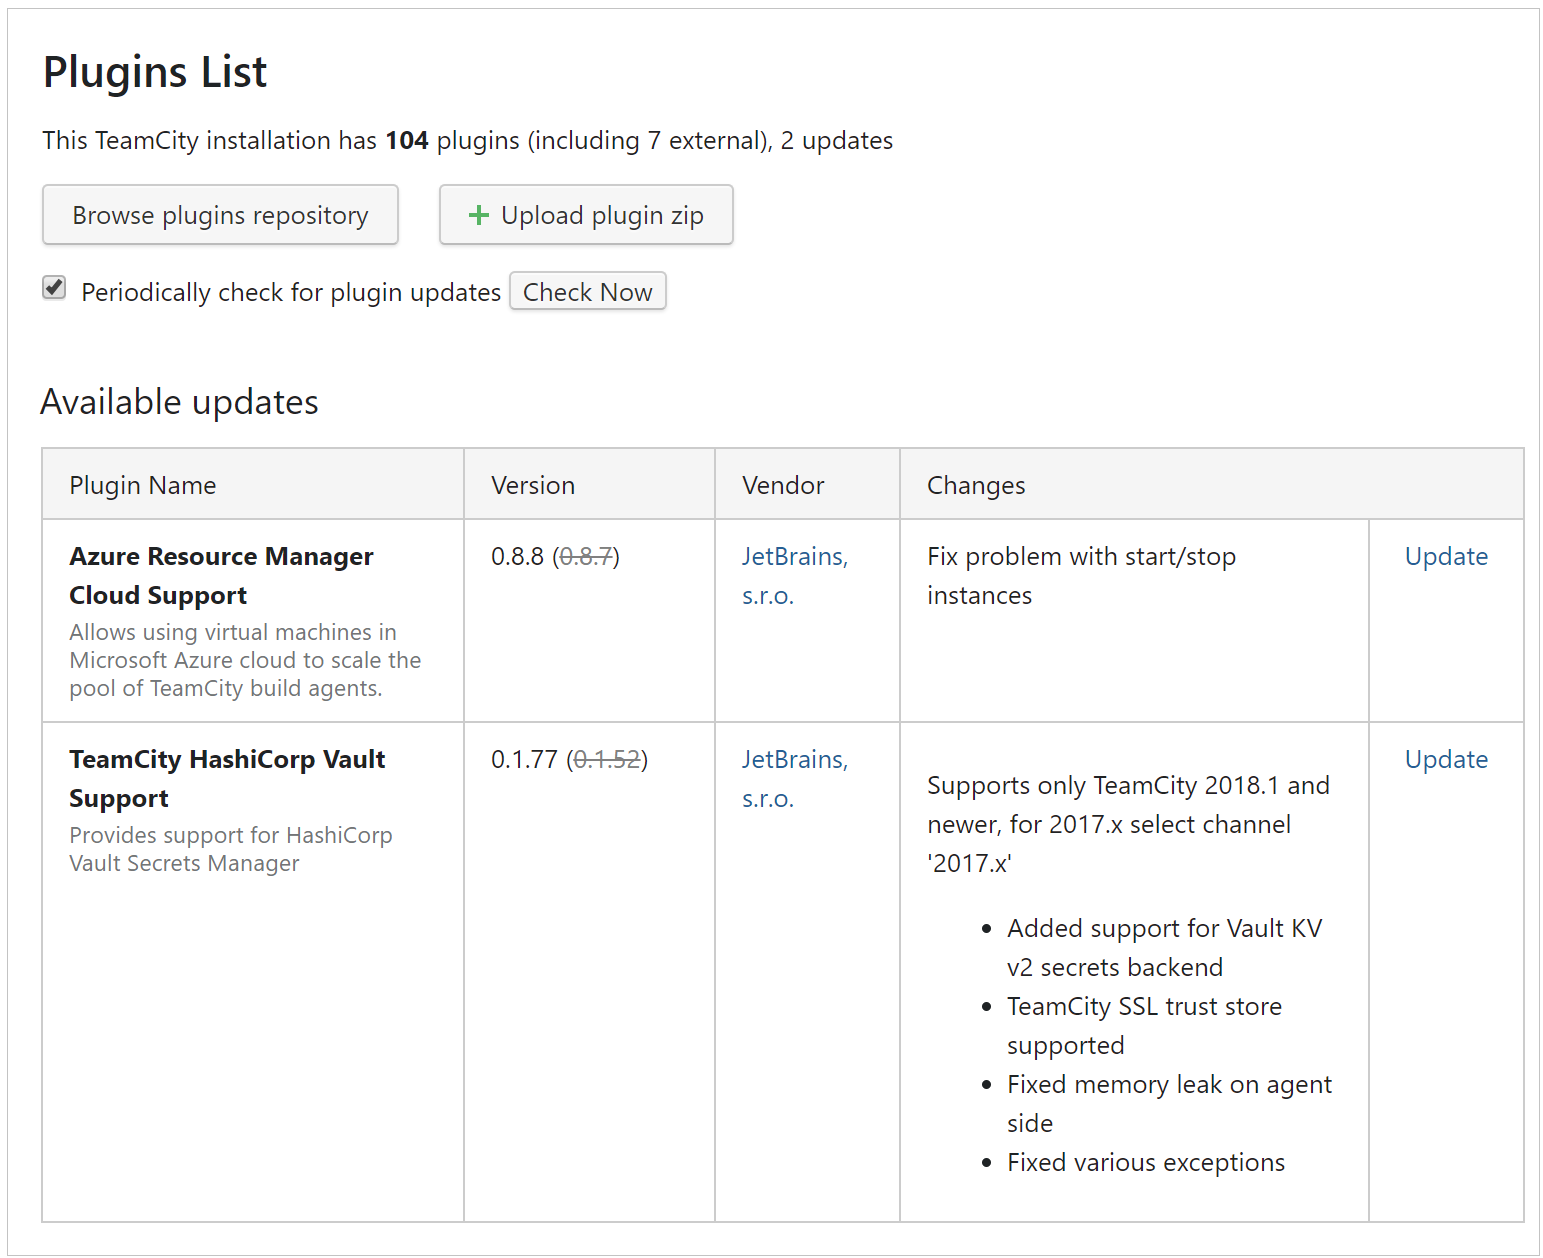 Plugins List
This TeamCity installation has 104 plugins (including 7 external), 2 updates
Browse plugins repository
Upload plugin zip
Periodically check for plugin updates
Check Now
Available updates
Plugin Name
Version
Vendor
Changes
Azure Resource Manager
Cloud Support
Allows using virtual machines in
Microsoft Azure cloud to scale the
pool of TeamCity build agents.
0.8.8 (0.8.7)
JetBrains,
s.r.o.
Fix problem with start/stop
instances
Update
TeamCity HashiCorp Vault
Support
Provides support for HashiCorp
Vault Secrets Manager
0.1.77 (0.1.52)
JetBrains,
s.r.o.
Supports only TeamCity 2018.1 and
newer, for 2017.x select channel
'2017.x'
• Added support for Vault KV
v2 secrets backend
• TeamCity SSL trust store
supported
• Fixed memory leak on agent
side
• Fixed various exceptions
Update